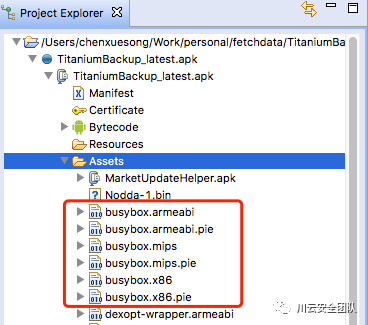 Project Explorer
/Users/chenxuesong/Work/personal/fetchdata/TitaniumBa
TitaniumBackup_latest.apk
TitaniumBackup_latest.apk
Manifest
Certificate
Bytecode
Resources
Assets
MarketUpdateHelper.apk
Nodda-1.bin
busybox.armeabi
busybox.armeabi.pie
busybox.mips
busybox.mips.pie
busybox.x86
busybox.x86.pie
dexopt-wrapper.armeabi
川云安全团队